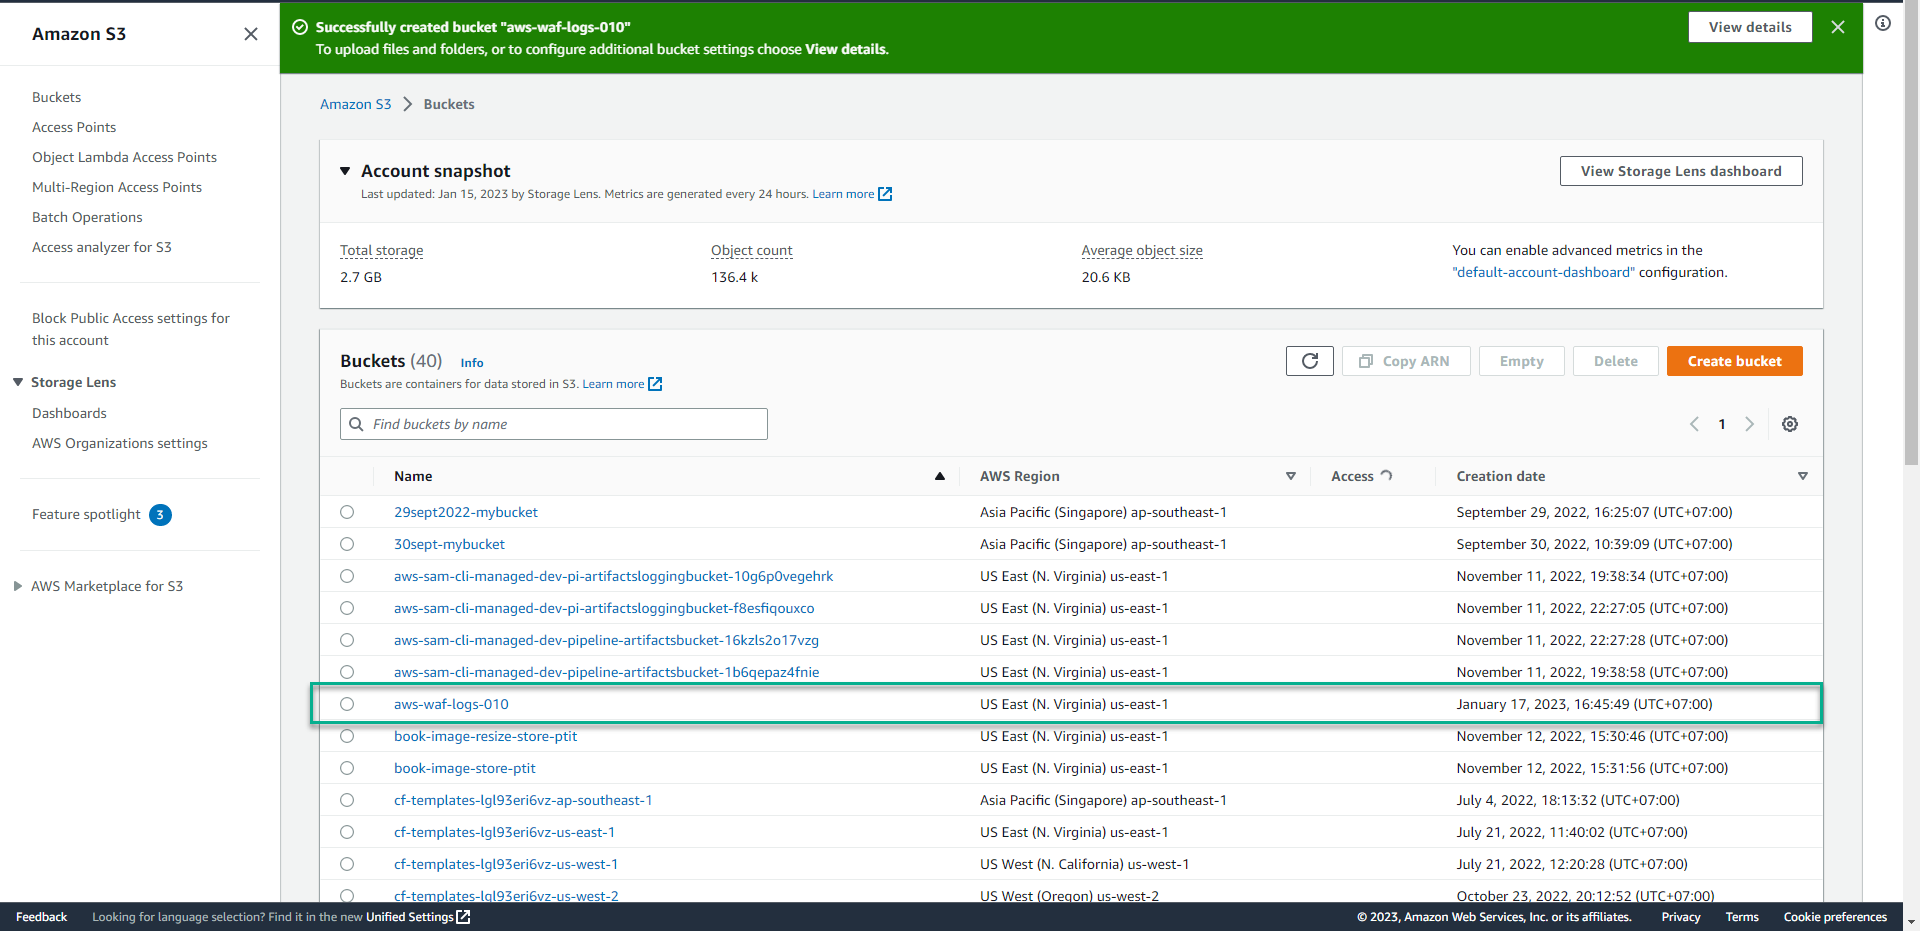 Amazon S3
Buckets
Access Points
Object Lambda Access Points
Multi-Region Access Points
Batch Operations
Access analyzer for S3
Block Public Access settings for
this account
Storage Lens
Dashboards
AWS Organizations settings
Feature spotlight 3
AWS Marketplace for S3
Successfully created bucket "aws-waf-logs-010"
To upload files and folders, or to configure additional bucket settings choose View details.
View details
Amazon S3 Buckets
Account snapshot
Last updated: Jan 15, 2023 by Storage Lens. Metrics are generated every 24 hours. Learn more
View Storage Lens dashboard
Total storage
2.7 GB
Object count
136.4 k
Average object size
20.6 KB
You can enable advanced metrics in the
"default-account-dashboard" configuration.
Buckets (40) Info
Buckets are containers for data stored in S3. Learn more
Copy ARN
Empty
Delete
Create bucket
Find buckets by name
1
Name AWS Region Access Creation date
29sept2022-mybucket Asia Pacific (Singapore) ap-southeast-1 September 29, 2022, 16:25:07 (UTC+07:00)
30sept-mybucket Asia Pacific (Singapore) ap-southeast-1 September 30, 2022, 10:39:09 (UTC+07:00)
aws-sam-cli-managed-dev-pi-artifactsloggingbucket-10g6p0vegehrk US East (N. Virginia) us-east-1 November 11, 2022, 19:38:34 (UTC+07:00)
aws-sam-cli-managed-dev-pi-artifactsloggingbucket-f8esfiqouxco US East (N. Virginia) us-east-1 November 11, 2022, 22:27:05 (UTC+07:00)
aws-sam-cli-managed-dev-pipeline-artifactsbucket-16kzls2o17vzg US East (N. Virginia) us-east-1 November 11, 2022, 22:27:28 (UTC+07:00)
aws-sam-cli-managed-dev-pipeline-artifactsbucket-1b6qepaz4fnie US East (N. Virginia) us-east-1 November 11, 2022, 19:38:58 (UTC+07:00)
aws-waf-logs-010 US East (N. Virginia) us-east-1 January 17, 2023, 16:45:49 (UTC+07:00)
book-image-resize-store-ptit US East (N. Virginia) us-east-1 November 12, 2022, 15:30:46 (UTC+07:00)
book-image-store-ptit US East (N. Virginia) us-east-1 November 12, 2022, 15:31:56 (UTC+07:00)
cf-templates-lgl93eri6vz-ap-southeast-1 Asia Pacific (Singapore) ap-southeast-1 July 4, 2022, 18:13:32 (UTC+07:00)
cf-templates-lgl93eri6vz-us-east-1 US East (N. Virginia) us-east-1 July 21, 2022, 11:40:02 (UTC+07:00)
cf-templates-lgl93eri6vz-us-west-1 US West (N. California) us-west-1 July 21, 2022, 12:20:28 (UTC+07:00)
cf-templates-lgl93eri6vz-us-west-2 US West (Oregon) us-west-2 October 23, 2022, 20:12:52 (UTC+07:00)
Feedback Looking for language selection? Find it in the new Unified Settings © 2023, Amazon Web Services, Inc. or its affiliates. Privacy Terms Cookie preferences